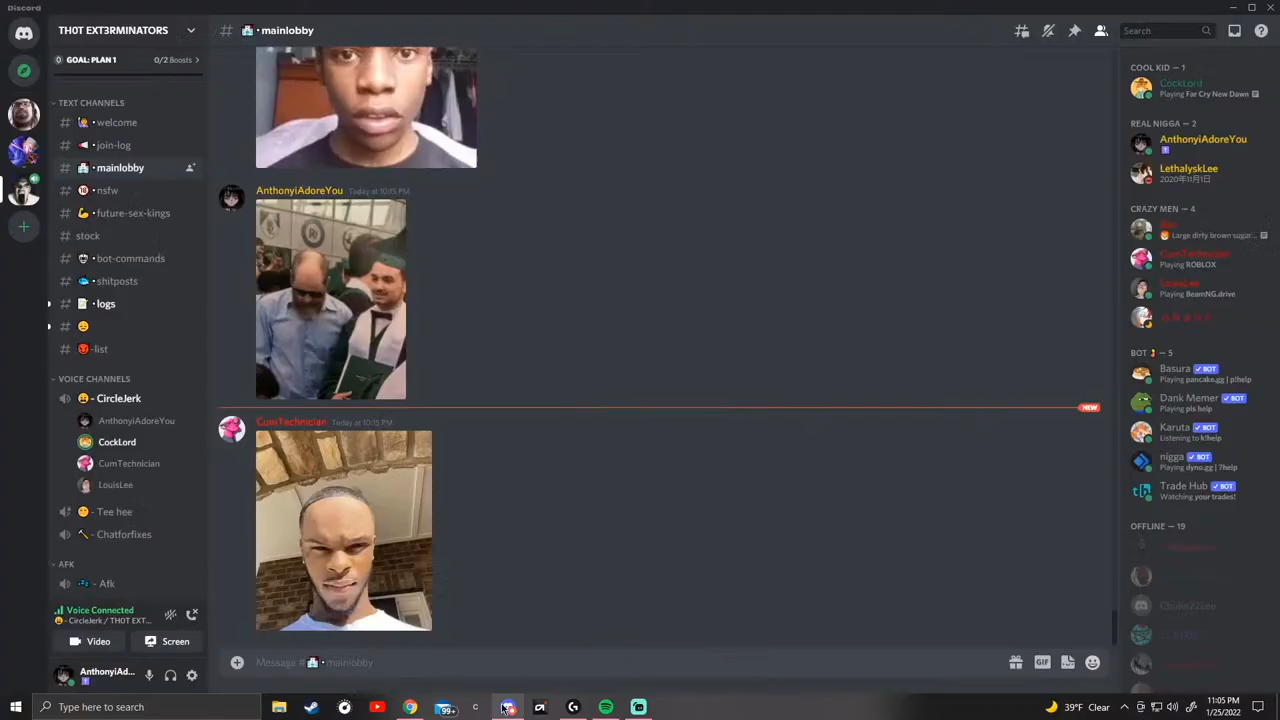 Discord
TH0T EXT3RMINATORS
GOAL: PLAN 1
0/2 Boosts
TEXT CHANNELS
welcome
join-log
mainlobby
nsfw
future-sex-kings
stock
bot-commands
shitposts
logs
-list
VOICE CHANNELS
- CircleJerk
AnthonyiAdoreYou
CockLord
CumTechnician
LouisLee
- Tee hee
- Chatforfixes
AFK
- Afk
Voice Connected
- CircleJerk / TH0T EXT...
Video
Screen
AnthonyiAd...
mainlobby
Search
AnthonyiAdoreYou Today at 10:15 PM
NEW
CumTechnician Today at 10:15 PM
Message # mainlobby
GIF
COOL KID — 1
CockLord
Playing Far Cry New Dawn
REAL NIGGA — 2
AnthonyiAdoreYou
LethalyskLee
2020年11月1日
CRAZY MEN — 4
Large dirty brown sugar...
CumTechnician
Playing ROBLOX
LouisLee
Playing BeamNG.drive
BOT — 5
Basura BOT
Playing pancake.gg | p!help
Dank Memer BOT
Playing pls help
Karuta BOT
Listening to k!help
nigga BOT
Playing dyno.gg | ?help
Trade Hub BOT
Watching your trades!
OFFLINE — 19
Type here to search
99+
39°F Clear
11:05 PM
1/25/2022